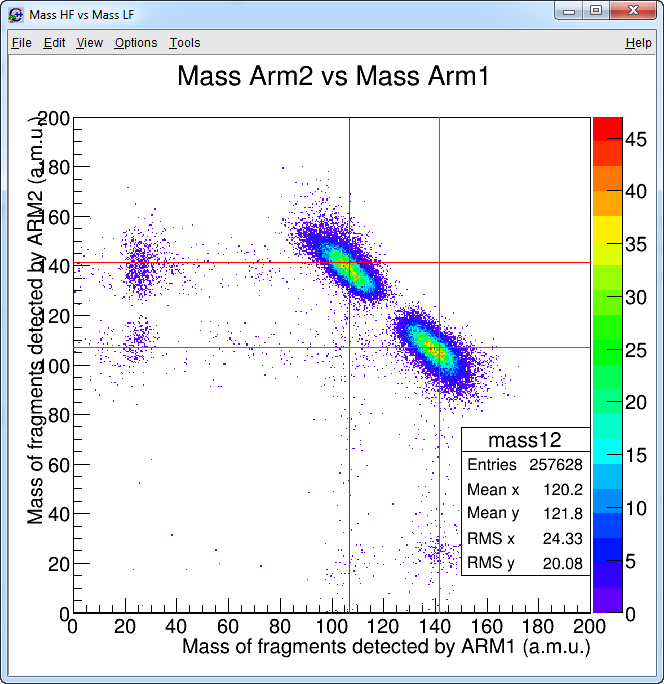 Mass HF vs Mass LF
File Edit View Options Tools Help
Mass Arm2 vs Mass Arm1
Mass of fragments detected by ARM2 (a.m.u.)
200
180
160
140
120
100
80
60
40
20
0
45
40
35
30
25
20
15
10
5
0
mass12
Entries 257628
Mean x 120.2
Mean y 121.8
RMS x 24.33
RMS y 20.08
0 20 40 60 80 100 120 140 160 180 200
Mass of fragments detected by ARM1 (a.m.u.)